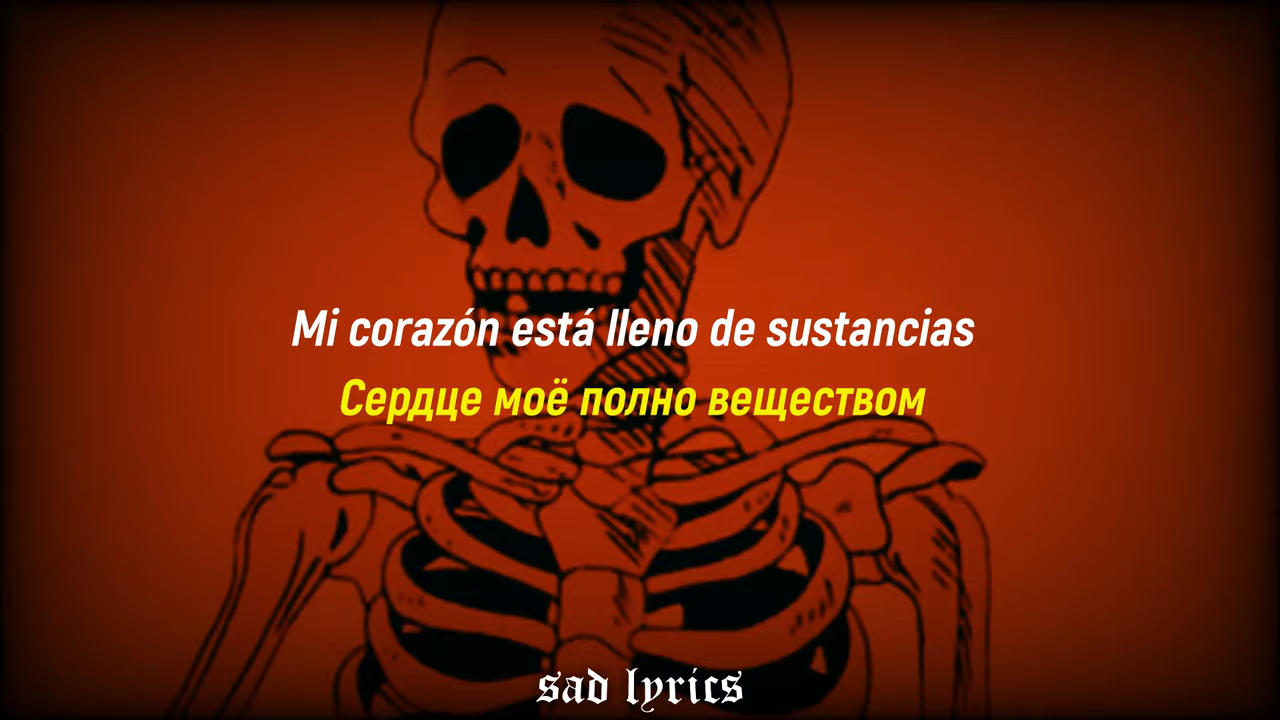 Mi corazón está lleno de sustancias
Сердце моё полно веществом
sad lyrics